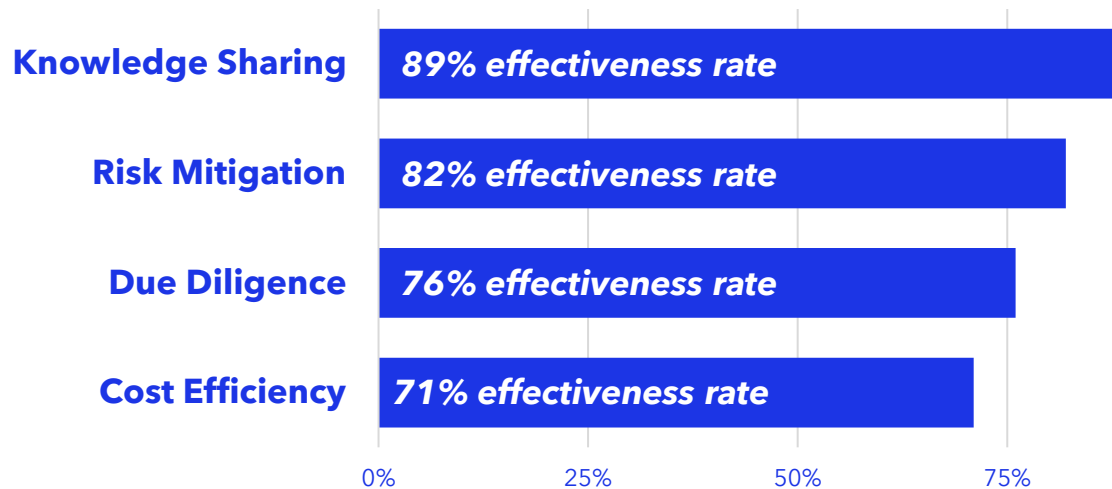 Knowledge Sharing 89% effectiveness rate
Risk Mitigation 82% effectiveness rate
Due Diligence 76% effectiveness rate
Cost Efficiency 71% effectiveness rate
0% 25% 50% 75%